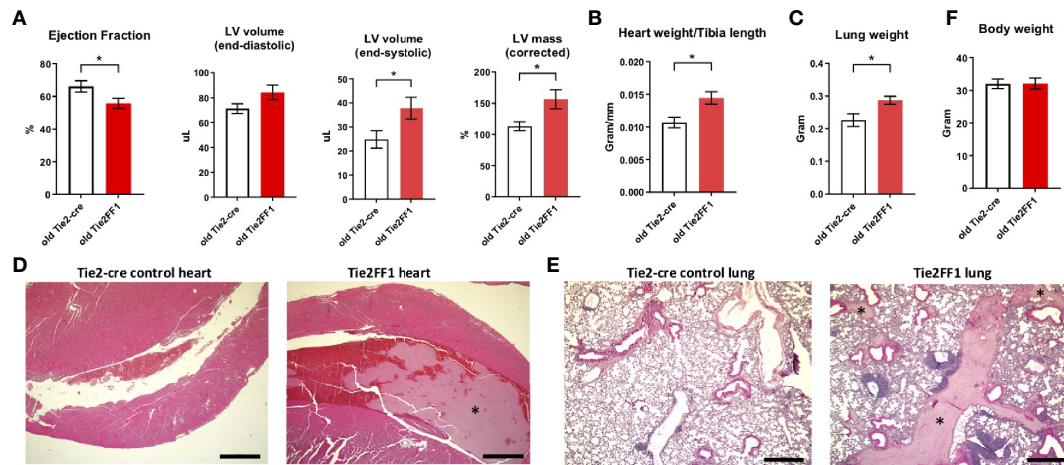 A
B
C
F
Ejection Fraction
*
%
80
60
40
20
0
old Tie2-cre
old Tie2FF1
LV volume
(end-diastolic)
uL
100
80
60
40
20
0
old Tie2-cre
old Tie2FF1
LV volume
(end-systolic)
*
uL
50
40
30
20
10
0
old Tie2-cre
old Tie2FF1
LV mass
(corrected)
*
%
200
150
100
50
0
old Tie2-cre
old Tie2FF1
Heart weight/Tibia length
*
Gram/mm
0.020
0.015
0.010
0.005
0.000
old Tie2-cre
old Tie2FF1
Lung weight
*
Gram
0.4
0.3
0.2
0.1
0.0
old Tie2-cre
old Tie2FF1
Body weight
Gram
40
30
20
10
0
old Tie2-cre
old Tie2FF1
D
Tie2-cre control heart
Tie2FF1 heart
*
E
Tie2-cre control lung
Tie2FF1 lung
*
*
*